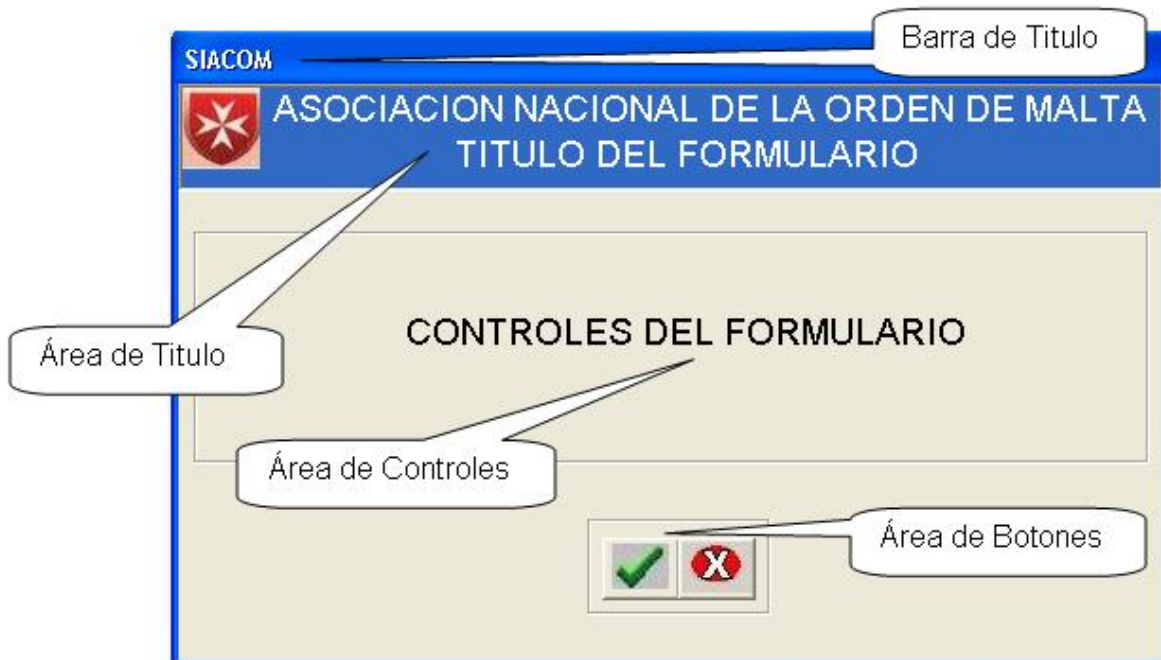 Barra de Titulo
SIACOM
ASOCIACION NACIONAL DE LA ORDEN DE MALTA
TITULO DEL FORMULARIO
CONTROLES DEL FORMULARIO
Área de Titulo
Área de Controles
Área de Botones
X